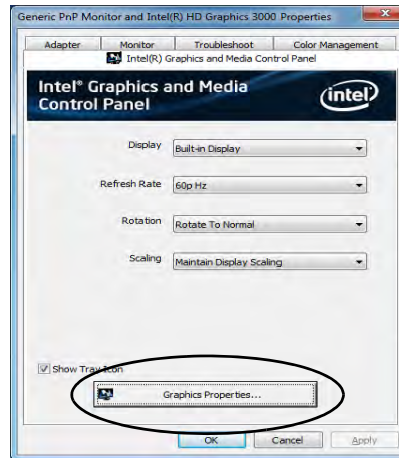 Generic PnP Monitor and Intel(R) HD Graphics 3000 Properties
Adapter Monitor Troubleshoot Color Management
Intel(R) Graphics and Media Control Panel
Intel® Graphics and Media
Control Panel
intel
Display Built-in Display
Refresh Rate 60p Hz
Rotation Rotate To Normal
Scaling Maintain Display Scaling
Show Tray Icon
Graphics Properties...
OK Cancel Apply